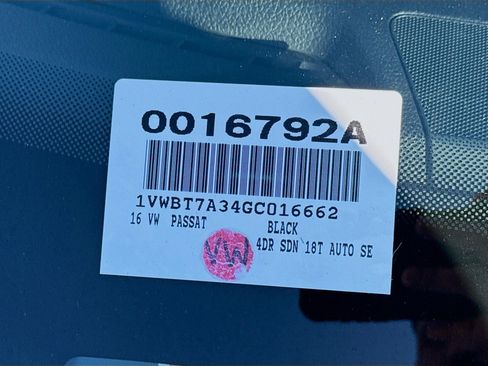 0016792A
1VWBT7A34GC016662
16 VW PASSAT BLACK
4DR SDN 18T AUTO SE
VW